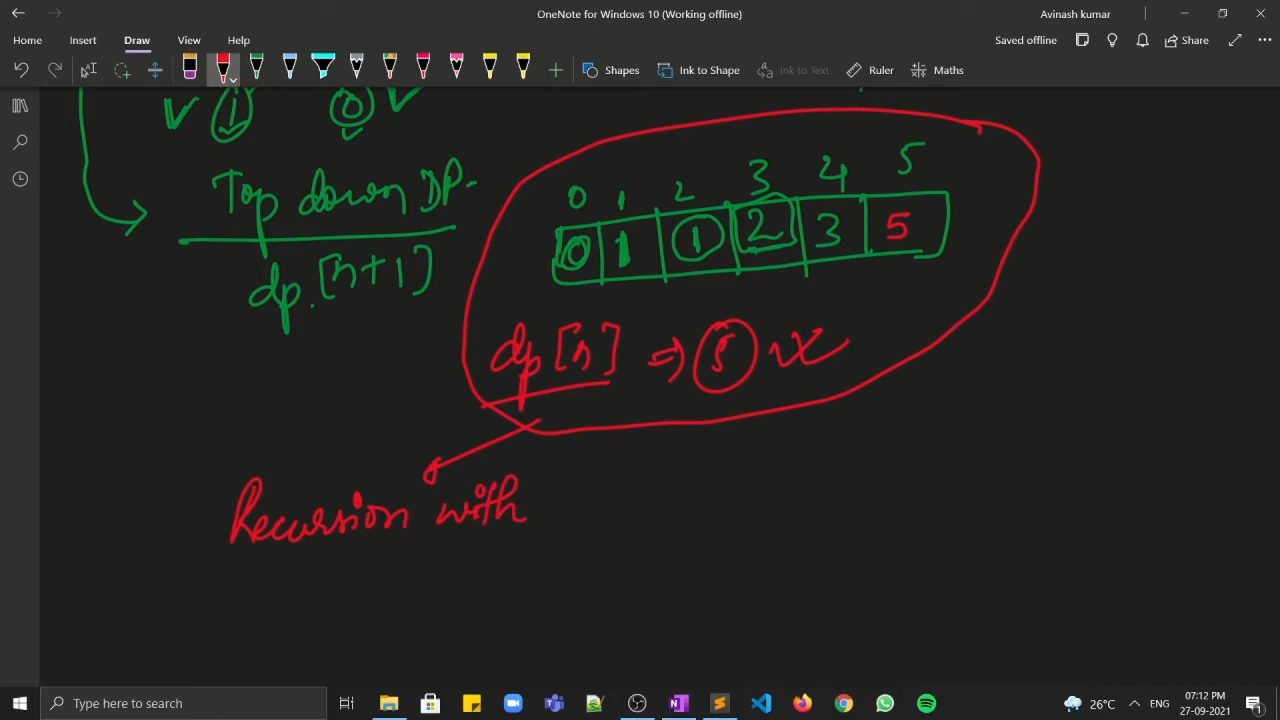 OneNote for Windows 10 (Working offline)
Avinash kumar
Home Insert Draw View Help
Saved offline
Share
Shapes
Ink to Shape
Ink to Text
Ruler
Maths
1 0
Top down DP.
dp.[n+1]
0 1 2 3 4 5
0 1 1 2 3 5
dp[n] ⇒ 5
Recursion with
Type here to search
26°C
ENG
07:12 PM
27-09-2021
1